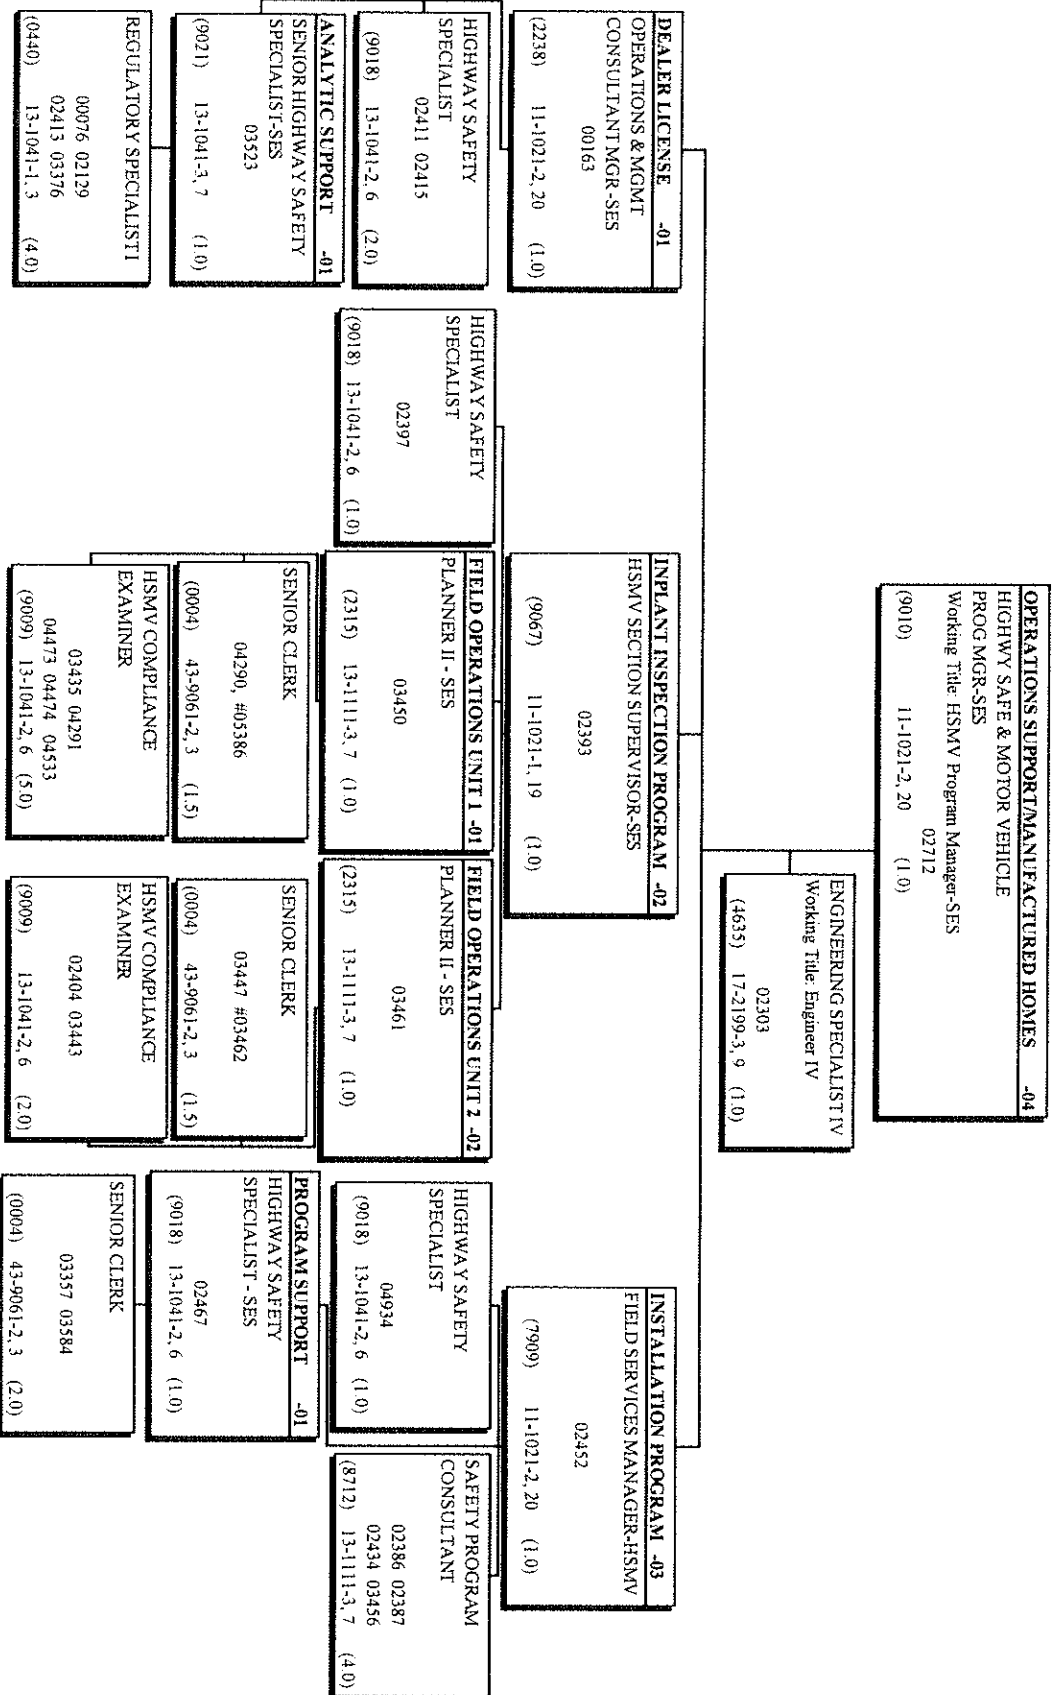 OPERATIONS SUPPORT/MANUFACTURED HOMES -04
HIGHWY SAFE & MOTOR VEHICLE
PROG MGR-SES
Working Title: HSMV Program Manager-SES
02712
(9010) 11-1021-2, 20 (1.0)
ENGINEERING SPECIALIST IV
Working Title: Engineer IV
02303
(4635) 17-2199-3, 9 (1.0)
DEALER LICENSE -01
OPERATIONS & MGMT
CONSULTANT MGR -SES
00163
(2238) 11-1021-2, 20 (1.0)
HIGHWAY SAFETY
SPECIALIST
02411 02415
(9018) 13-1041-2, 6 (2.0)
ANALYTIC SUPPORT -01
SENIOR HIGHWAY SAFETY
SPECIALIST-SES
03523
(9021) 13-1041-3, 7 (1.0)
REGULATORY SPECIALIST I
00076 02129
02413 03376
(0440) 13-1041-1, 3 (4.0)
INPLANT INSPECTION PROGRAM -02
HSMV SECTION SUPERVISOR-SES
02393
(9067) 11-1021-1, 19 (1.0)
HIGHWAY SAFETY
SPECIALIST
02397
(9018) 13-1041-2, 6 (1.0)
FIELD OPERATIONS UNIT 1 -01
PLANNER II - SES
03450
(2315) 13-1111-3, 7 (1.0)
SENIOR CLERK
04290, #05386
(0004) 43-9061-2, 3 (1.5)
HSMV COMPLIANCE
EXAMINER
03435 04291
04473 04474 04533
(9009) 13-1041-2, 6 (5.0)
FIELD OPERATIONS UNIT 2 -02
PLANNER II - SES
03461
(2315) 13-1111-3, 7 (1.0)
SENIOR CLERK
03447 #03462
(0004) 43-9061-2, 3 (1.5)
HSMV COMPLIANCE
EXAMINER
02404 03443
(9009) 13-1041-2, 6 (2.0)
INSTALLATION PROGRAM -03
FIELD SERVICES MANAGER-HSMV
02452
(7909) 11-1021-2, 20 (1.0)
HIGHWAY SAFETY
SPECIALIST
04934
(9018) 13-1041-2, 6 (1.0)
PROGRAM SUPPORT -01
HIGHWAY SAFETY
SPECIALIST - SES
02467
(9018) 13-1041-2, 6 (1.0)
SENIOR CLERK
03357 03584
(0004) 43-9061-2, 3 (2.0)
SAFETY PROGRAM
CONSULTANT
02386 02387
02434 03456
(8712) 13-1111-3, 7 (4.0)